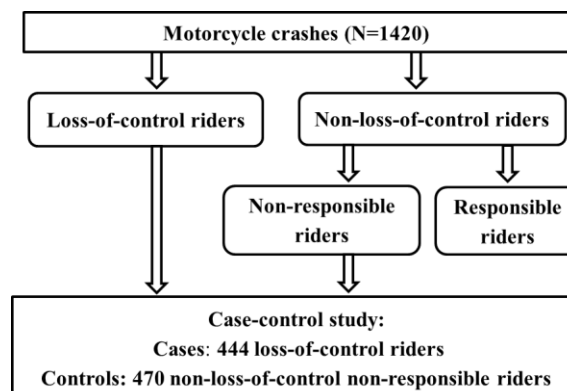 Motorcycle crashes (N=1420)
Loss-of-control riders
Non-loss-of-control riders
Non-responsible
riders
Responsible
riders
Case-control study:
Cases: 444 loss-of-control riders
Controls: 470 non-loss-of-control non-responsible riders